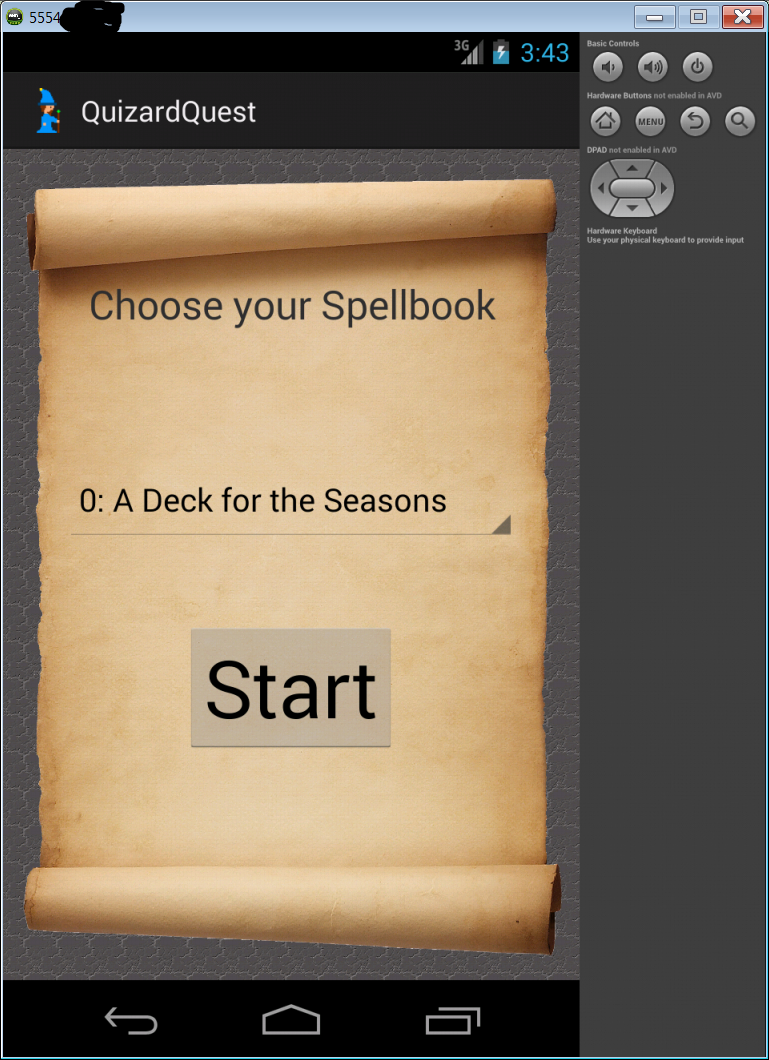 5554
3G
3:43
QuizardQuest
Choose your Spellbook
0: A Deck for the Seasons
Start
Basic Controls
Hardware Buttons not enabled in AVD
MENU
DPAD not enabled in AVD
Hardware Keyboard
Use your physical keyboard to provide input